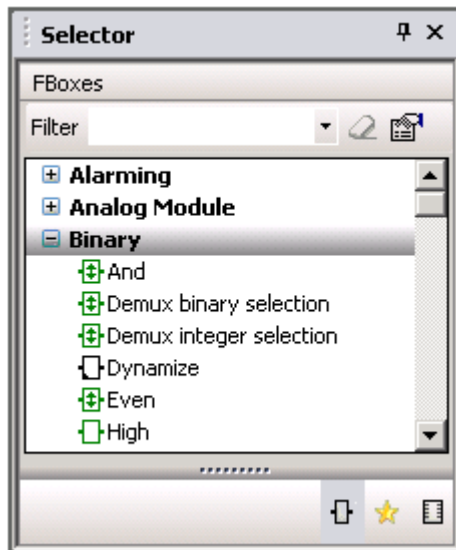 Selector
FBoxes
Filter
Alarming
Analog Module
Binary
And
Demux binary selection
Demux integer selection
Dynamize
Even
High